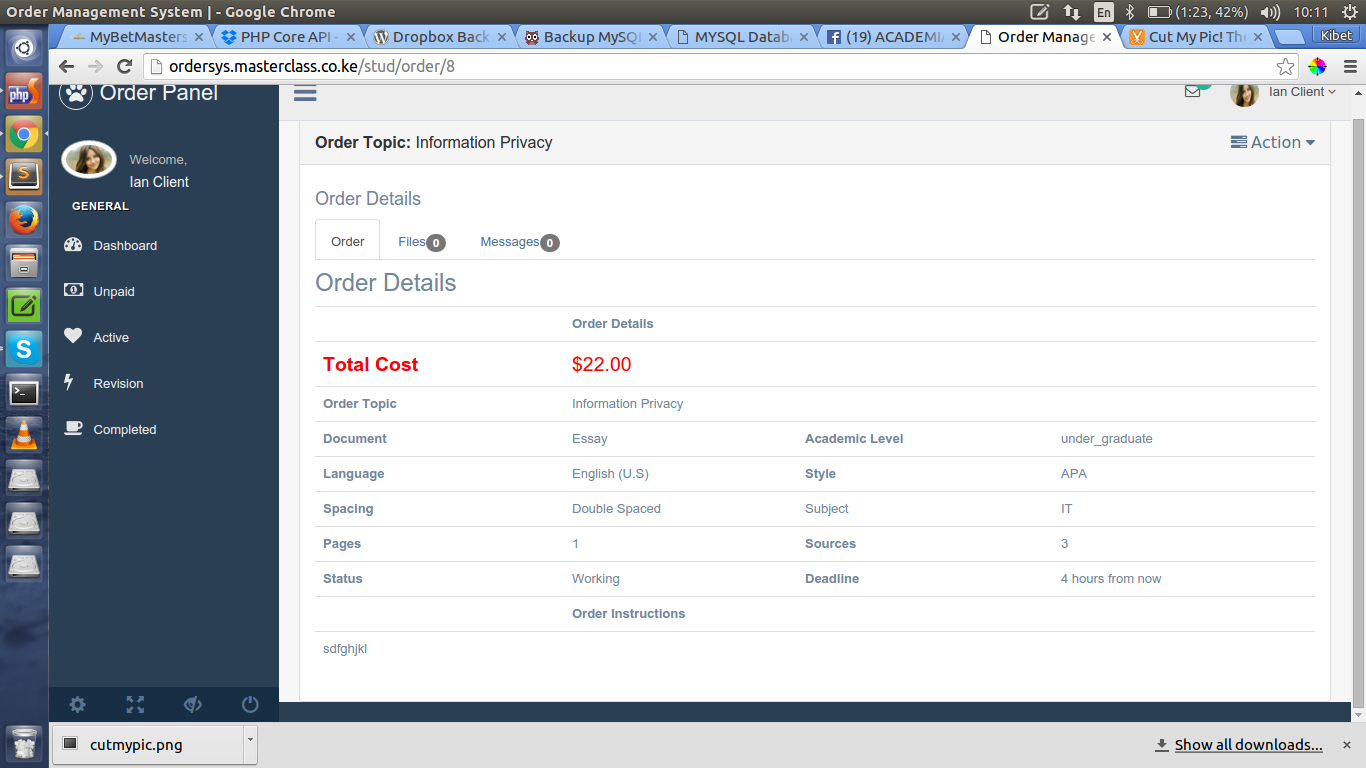 Order Management System | - Google Chrome
En (1:23, 42%) 10:11
MyBetMasters PHP Core API - Dropbox Back Backup MySQL MYSQL Datab (19) ACADEMI Order Manage Cut My Pic! The Kibet
ordersys.masterclass.co.ke/stud/order/8
Order Panel
Ian Client
Welcome,
Ian Client
GENERAL
Dashboard
Unpaid
Active
Revision
Completed
Order Topic: Information Privacy Action
Order Details
Order Files 0 Messages 0
Order Details
Order Details
Total Cost $22.00
Order Topic Information Privacy
Document Essay Academic Level under_graduate
Language English (U.S) Style APA
Spacing Double Spaced Subject IT
Pages 1 Sources 3
Status Working Deadline 4 hours from now
Order Instructions
sdfghjkl
cutmypic.png
Show all downloads...